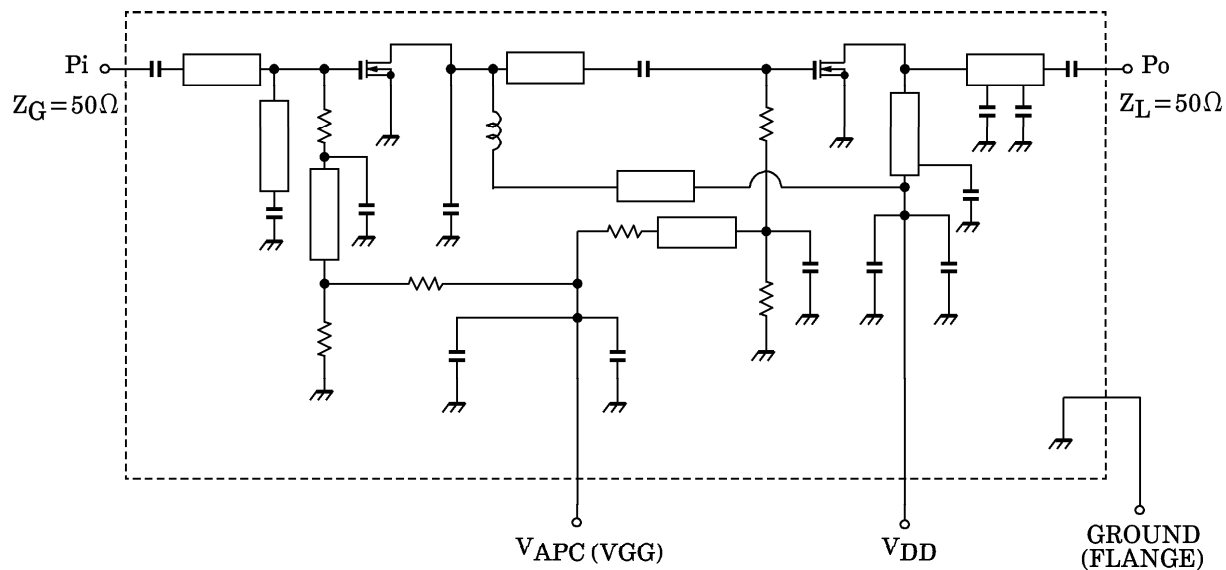 Pi
ZG=50Ω
Po
ZL=50Ω
VAPC (VGG)
VDD
GROUND
(FLANGE)